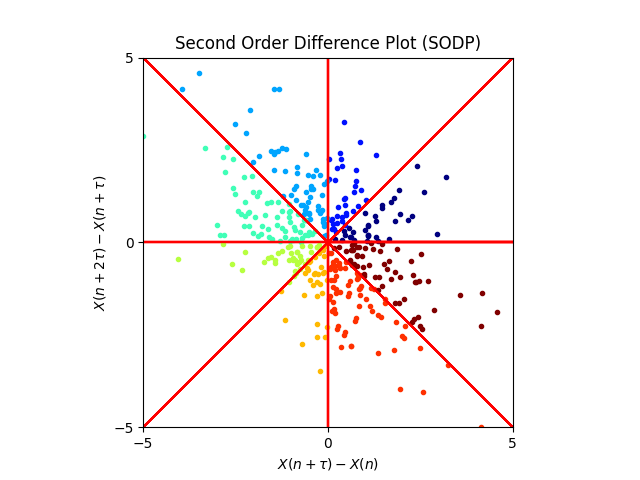 Second Order Difference Plot (SODP)
5
0
−5
X(n + 2τ) − X(n + τ)
−5 0 5
X(n + τ) − X(n)